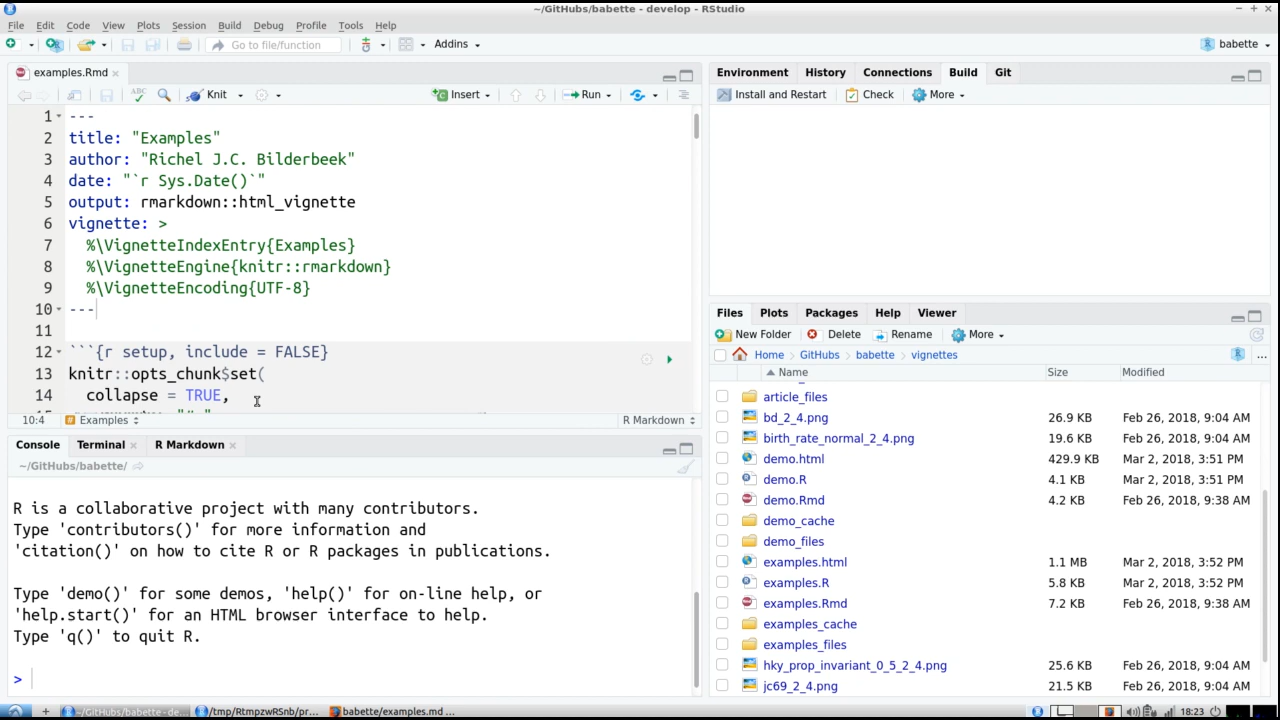 ~/GitHubs/babette - develop - RStudio
File Edit Code View Plots Session Build Debug Profile Tools Help
Go to file/function Addins babette
examples.Rmd
ABC Knit Insert Run
1 ---
2 title: "Examples"
3 author: "Richel J.C. Bilderbeek"
4 date: "`r Sys.Date()`"
5 output: rmarkdown::html_vignette
6 vignette: >
7 %\VignetteIndexEntry{Examples}
8 %\VignetteEngine{knitr::rmarkdown}
9 %\VignetteEncoding{UTF-8}
10 ---
11
12 ```{r setup, include = FALSE}
13 knitr::opts_chunk$set(
14 collapse = TRUE,
10:4 Examples R Markdown
Console Terminal R Markdown
~/GitHubs/babette/
R is a collaborative project with many contributors.
Type 'contributors()' for more information and
'citation()' on how to cite R or R packages in publications.
Type 'demo()' for some demos, 'help()' for on-line help, or
'help.start()' for an HTML browser interface to help.
Type 'q()' to quit R.
>
Environment History Connections Build Git
Install and Restart Check More
Files Plots Packages Help Viewer
New Folder Delete Rename More
Home GitHubs babette vignettes ...
Name Size Modified
article_files
bd_2_4.png 26.9 KB Feb 26, 2018, 9:04 AM
birth_rate_normal_2_4.png 19.6 KB Feb 26, 2018, 9:04 AM
demo.html 429.9 KB Mar 2, 2018, 3:51 PM
demo.R 4.1 KB Mar 2, 2018, 3:51 PM
demo.Rmd 4.2 KB Feb 26, 2018, 9:38 AM
demo_cache
demo_files
examples.html 1.1 MB Mar 2, 2018, 3:52 PM
examples.R 5.8 KB Mar 2, 2018, 3:52 PM
examples.Rmd 7.2 KB Feb 26, 2018, 9:38 AM
examples_cache
examples_files
hky_prop_invariant_0_5_2_4.png 25.6 KB Feb 26, 2018, 9:04 AM
jc69_2_4.png 21.5 KB Feb 26, 2018, 9:04 AM
~/GitHubs/babette - de... /tmp/RtmpzwRSnb/pr... babette/examples.md ... 18:23